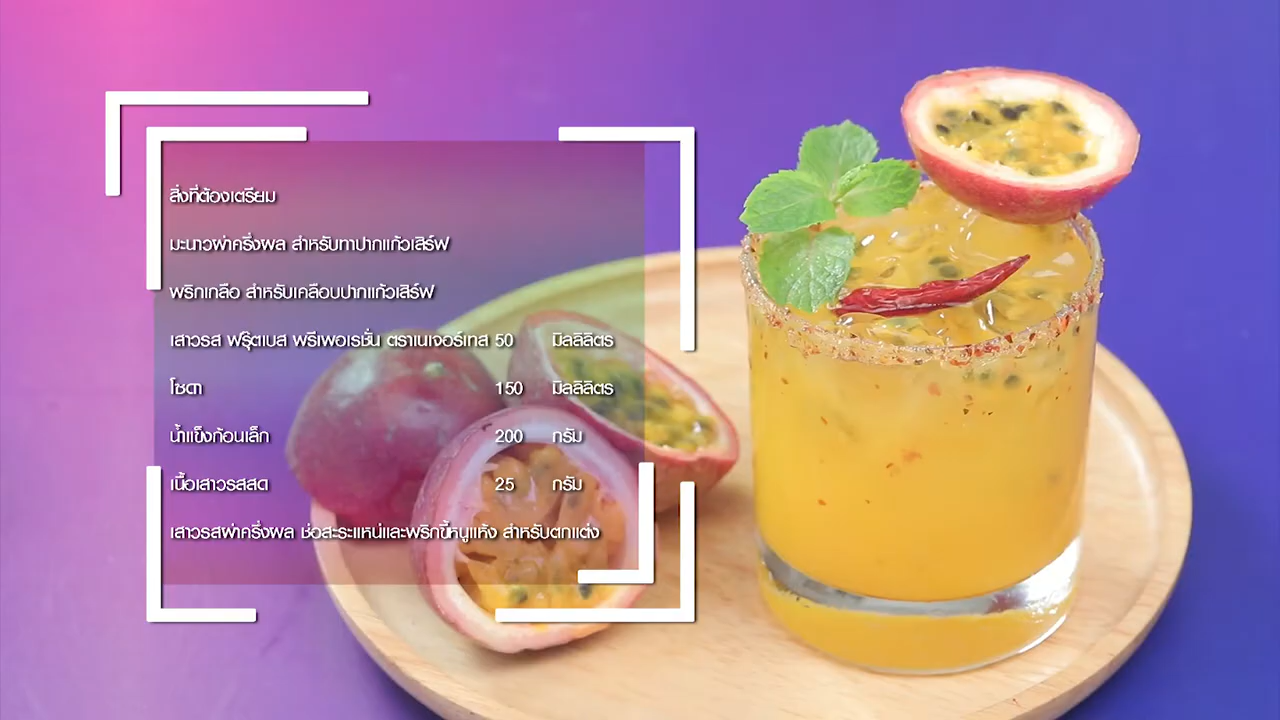 สิ่งที่ต้องเตรียม
มะนาวผ่าครึ่งผล สำหรับทาปากแก้วเสิร์ฟ
พริกเกลือ สำหรับเคลือบปากแก้วเสิร์ฟ
เสาวรส ฟรุ๊ตเบส พรีเพอเรชั่น ตราเนเจอร์เทส 50 มิลลิลิตร
โซดา 150 มิลลิลิตร
น้ำแข็งก้อนเล็ก 200 กรัม
เนื้อเสาวรสสด 25 กรัม
เสาวรสผ่าครึ่งผล ช่อสะระแหน่และพริกขี้หนูแห้ง สำหรับตกแต่ง